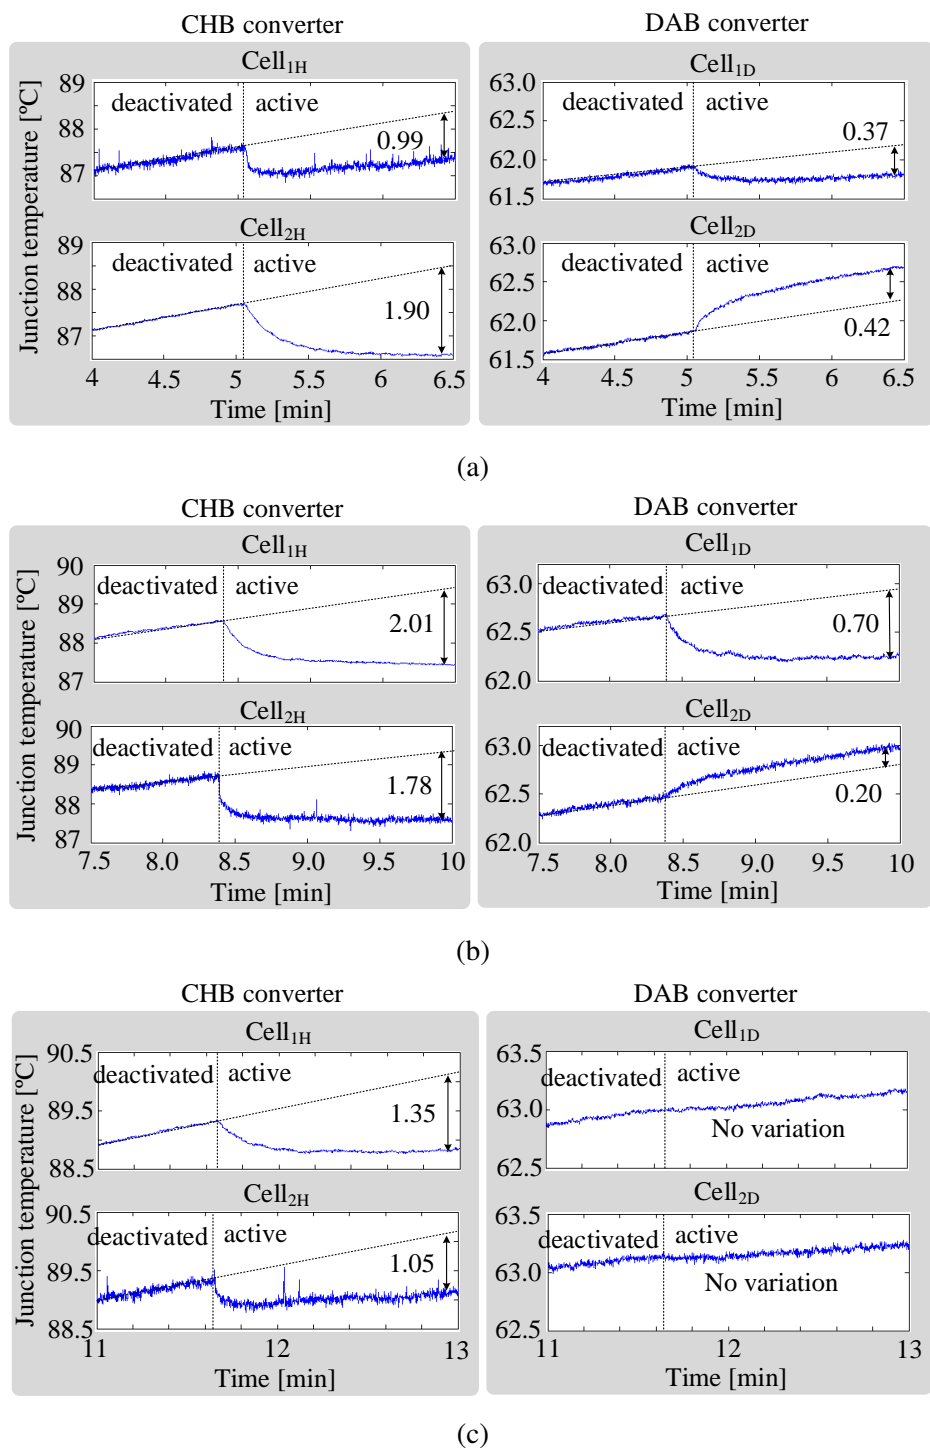 CHB converter
DAB converter
Junction temperature [ºC]
Cell1H
89
88
87
deactivated
active
0.99
Cell2H
89
88
87
deactivated
active
1.90
4 4.5 5 5.5 6 6.5
Time [min]
Cell1D
63.0
62.5
62.0
61.5
deactivated
active
0.37
Cell2D
63.0
62.5
62.0
61.5
deactivated
active
0.42
4 4.5 5 5.5 6 6.5
Time [min]
(a)
CHB converter
DAB converter
Junction temperature [ºC]
Cell1H
90
89
88
87
deactivated
active
2.01
Cell2H
90
89
88
87
deactivated
active
1.78
7.5 8.0 8.5 9.0 9.5 10
Time [min]
Cell1D
63.0
62.5
62.0
deactivated
active
0.70
Cell2D
63.0
62.5
62.0
deactivated
active
0.20
7.5 8.0 8.5 9.0 9.5 10
Time [min]
(b)
CHB converter
DAB converter
Junction temperature [ºC]
Cell1H
90.5
89.5
88.5
deactivated
active
1.35
Cell2H
90.5
89.5
88.5
deactivated
active
1.05
11 12 13
Time [min]
Cell1D
63.5
63.0
62.5
deactivated
active
No variation
Cell2D
63.5
63.0
62.5
deactivated
active
No variation
11 12 13
Time [min]
(c)